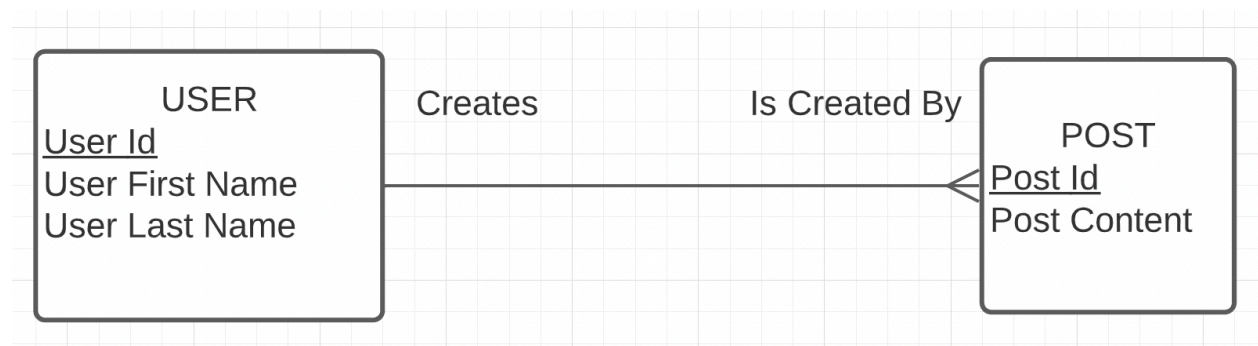 USER
User Id
User First Name
User Last Name
Creates
Is Created By
POST
Post Id
Post Content